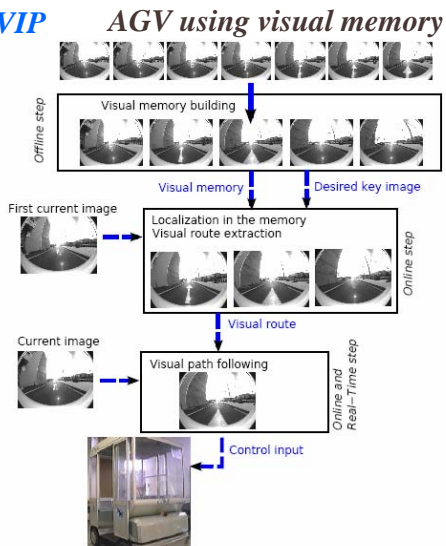 VIP AGV using visual memory
Visual memory building
Offline step
Visual memory
Desired key image
First current image
Localization in the memory
Visual route extraction
Online step
Visual route
Current image
Visual path following
Online and
Real-Time step
Control input